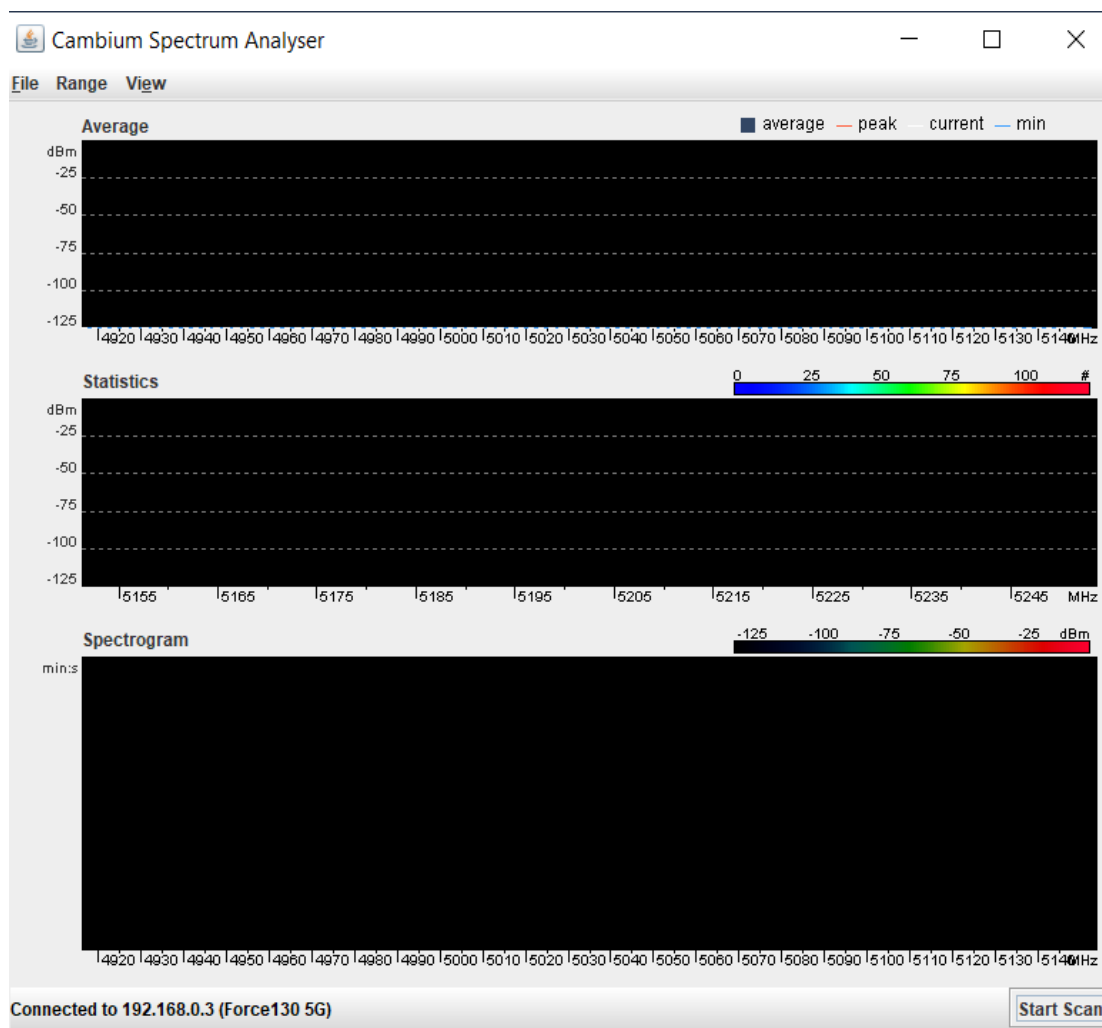 Cambium Spectrum Analyser
File Range View
Average
average peak current min
dBm
-25
-50
-75
-100
-125
4920 4930 4940 4950 4960 4970 4980 4990 5000 5010 5020 5030 5040 5050 5060 5070 5080 5090 5100 5110 5120 5130 5140 MHz
Statistics
0 25 50 75 100 #
dBm
-25
-50
-75
-100
-125
5155 5165 5175 5185 5195 5205 5215 5225 5235 5245 MHz
Spectrogram
-125 -100 -75 -50 -25 dBm
min:s
4920 4930 4940 4950 4960 4970 4980 4990 5000 5010 5020 5030 5040 5050 5060 5070 5080 5090 5100 5110 5120 5130 5140 MHz
Connected to 192.168.0.3 (Force130 5G)
Start Scan